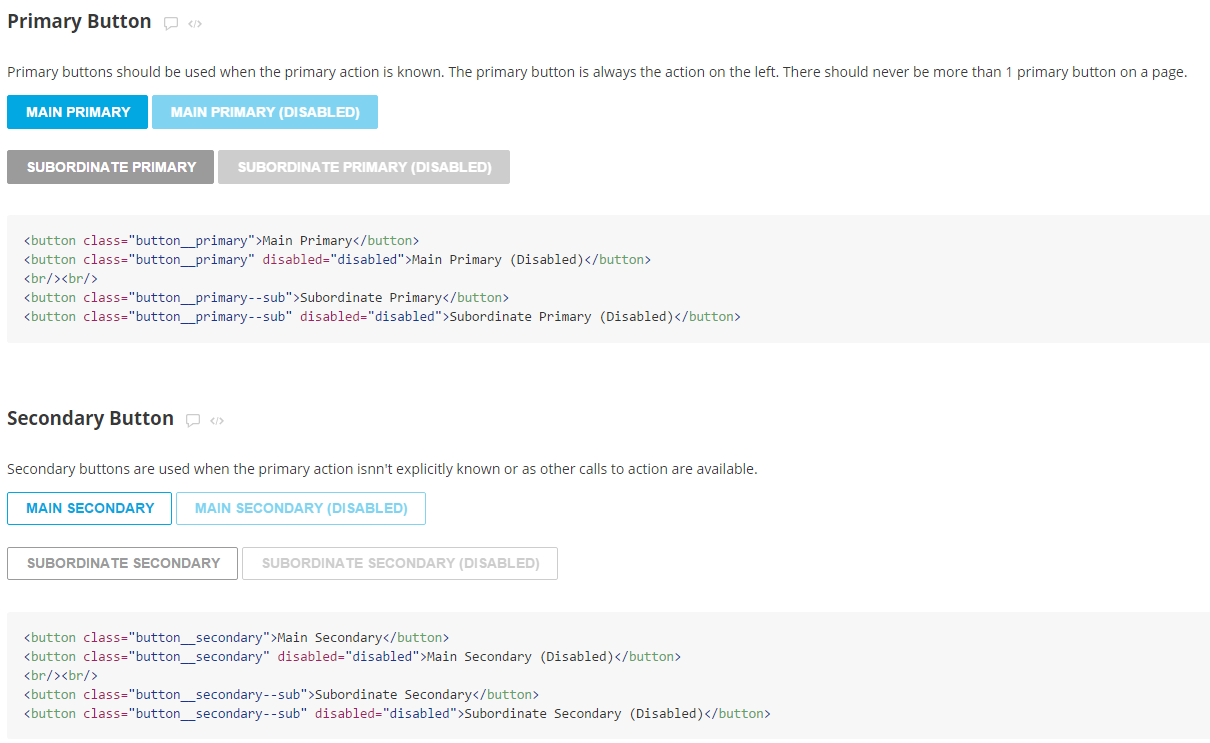 Primary Button </>
Primary buttons should be used when the primary action is known. The primary button is always the action on the left. There should never be more than 1 primary button on a page.
MAIN PRIMARY MAIN PRIMARY (DISABLED)
SUBORDINATE PRIMARY SUBORDINATE PRIMARY (DISABLED)
<button class="button__primary">Main Primary</button>
<button class="button__primary" disabled="disabled">Main Primary (Disabled)</button>
<br/><br/>
<button class="button__primary--sub">Subordinate Primary</button>
<button class="button__primary--sub" disabled="disabled">Subordinate Primary (Disabled)</button>
Secondary Button </>
Secondary buttons are used when the primary action isnn't explicitly known or as other calls to action are available.
MAIN SECONDARY MAIN SECONDARY (DISABLED)
SUBORDINATE SECONDARY SUBORDINATE SECONDARY (DISABLED)
<button class="button__secondary">Main Secondary</button>
<button class="button__secondary" disabled="disabled">Main Secondary (Disabled)</button>
<br/><br/>
<button class="button__secondary--sub">Subordinate Secondary</button>
<button class="button__secondary--sub" disabled="disabled">Subordinate Secondary (Disabled)</button>